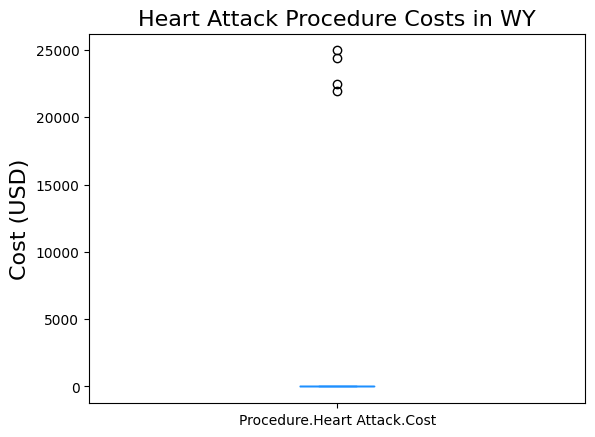 Heart Attack Procedure Costs in WY
25000
20000
15000
10000
5000
0
Cost (USD)
Procedure.Heart Attack.Cost